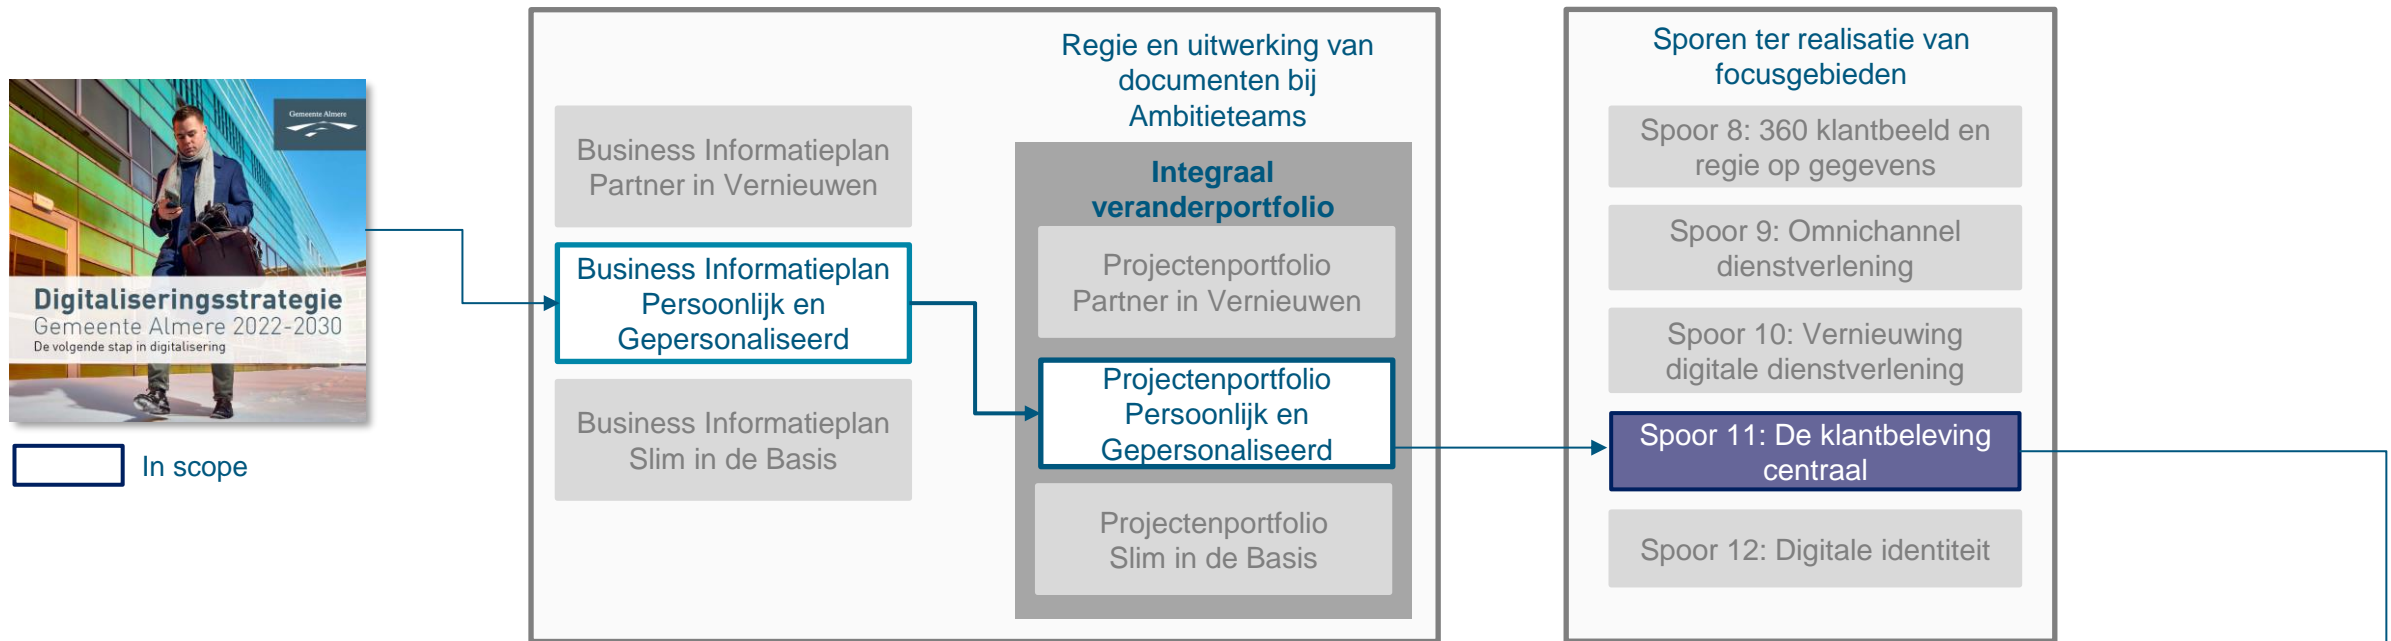 Gemeente Almere
Digitaliseringsstrategie
Gemeente Almere 2022-2030
De volgende stap in digitalisering
In scope
Business Informatieplan
Partner in Vernieuwen
Business Informatieplan
Persoonlijk en
Gepersonaliseerd
Business Informatieplan
Slim in de Basis
Regie en uitwerking van
documenten bij
Ambitieteams
Integraal
veranderportfolio
Projectenportfolio
Partner in Vernieuwen
Projectenportfolio
Persoonlijk en
Gepersonaliseerd
Projectenportfolio
Slim in de Basis
Sporen ter realisatie van
focusgebieden
Spoor 8: 360 klantbeeld en
regie op gegevens
Spoor 9: Omnichannel
dienstverlening
Spoor 10: Vernieuwing
digitale dienstverlening
Spoor 11: De klantbeleving
centraal
Spoor 12: Digitale identiteit